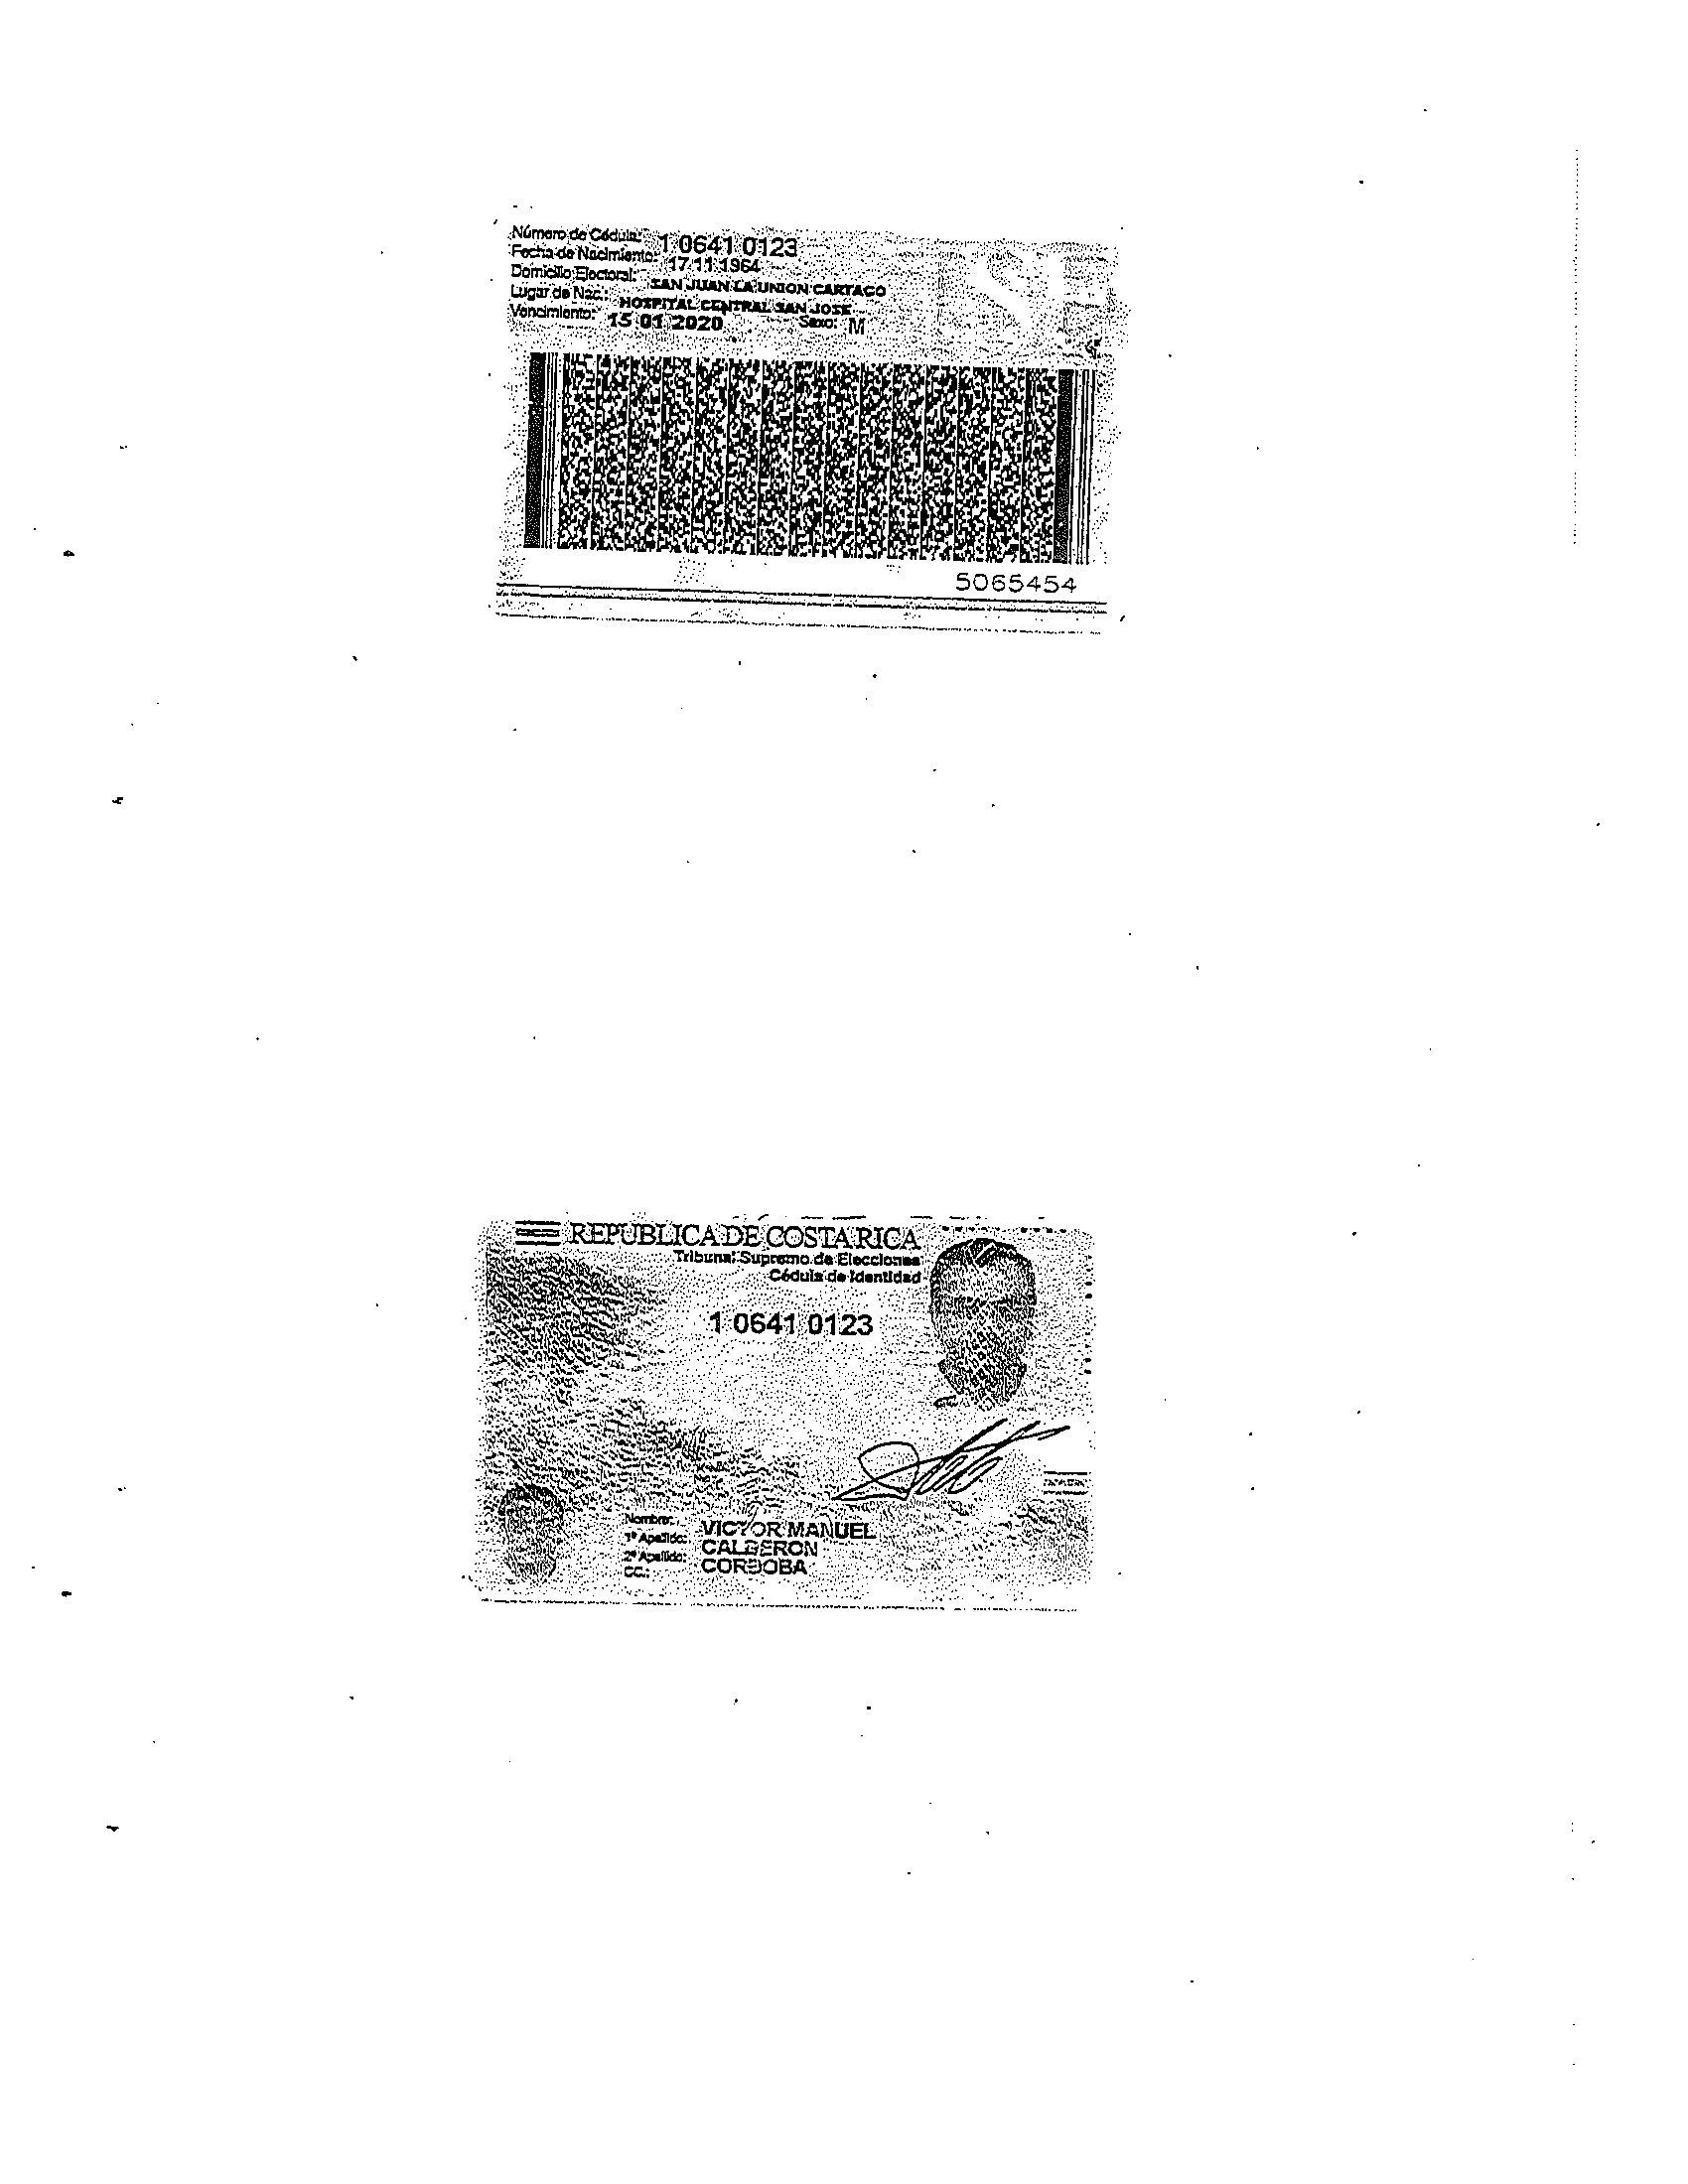 Número de Cédula: 1 0641 0123
Fecha de Nacimiento: 17 11 1964
Domicilio Electoral: SAN JUAN LA UNION CARTAGO
Lugar de Nac.: HOSPITAL CENTRAL SAN JOSE
Vencimiento: 15 01 2020 Sexo: M
5065454
REPUBLICA DE COSTA RICA
Tribunal Supremo de Elecciones
Cédula de Identidad
1 0641 0123
Nombre: VICTOR MANUEL
1º Apellido: CALDERON
2º Apellido: CORDOBA
CC.: